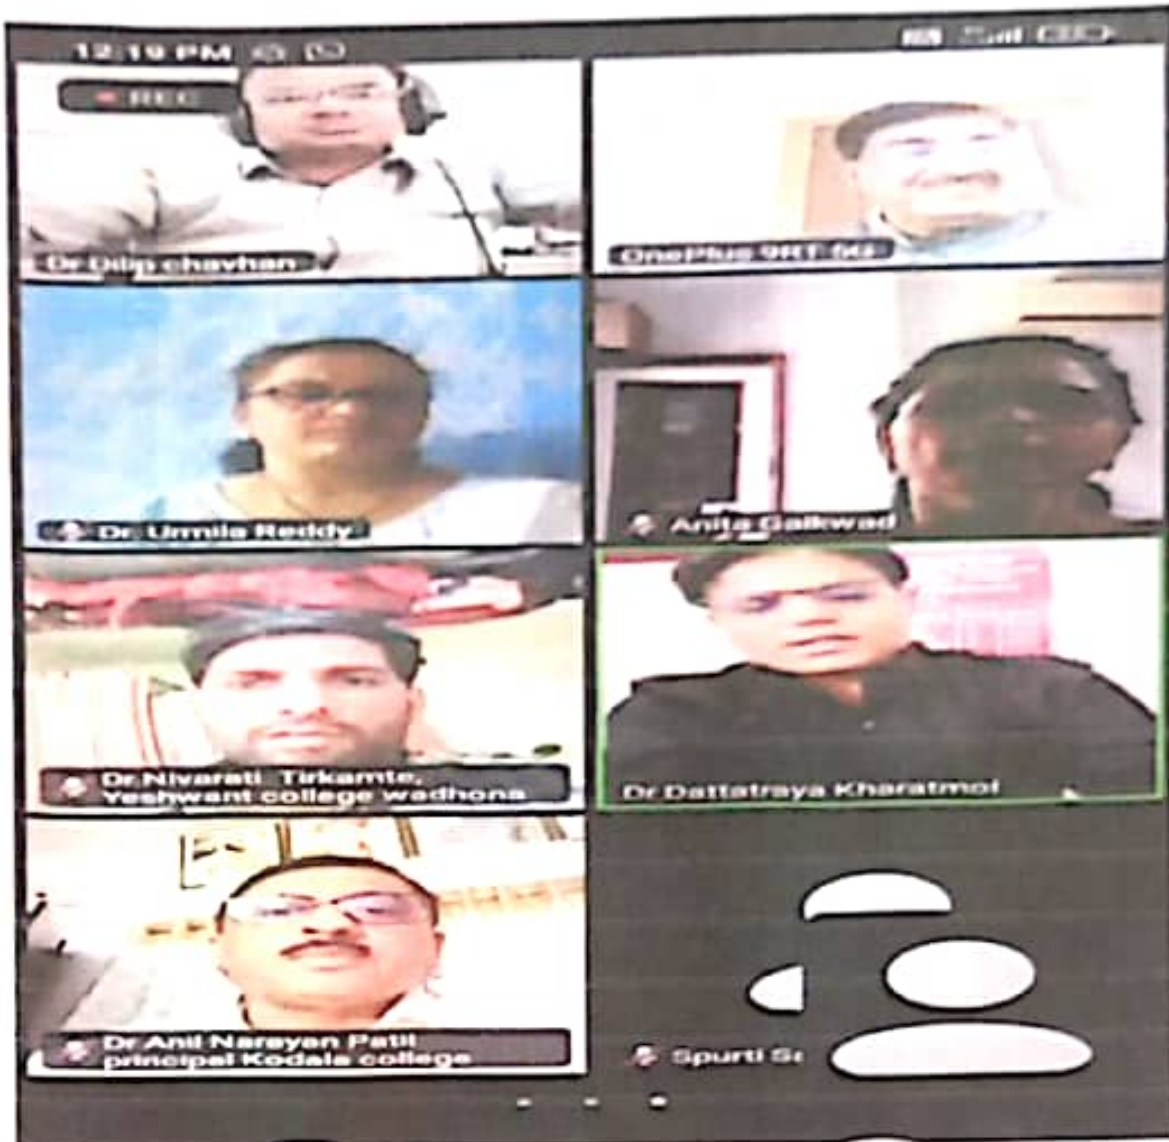 12:19 PM
REC
Dr Dilip chavhan
OnePlus 9RT 5G
Dr. Urmila Reddy
Anita Gaikwad
Dr.Nivarati Tirkamte,
Yeshwant college wadhona
Dr Dattatraya Kharatmol
Dr Anil Narayan Patil
principal Kodala college
Spurti